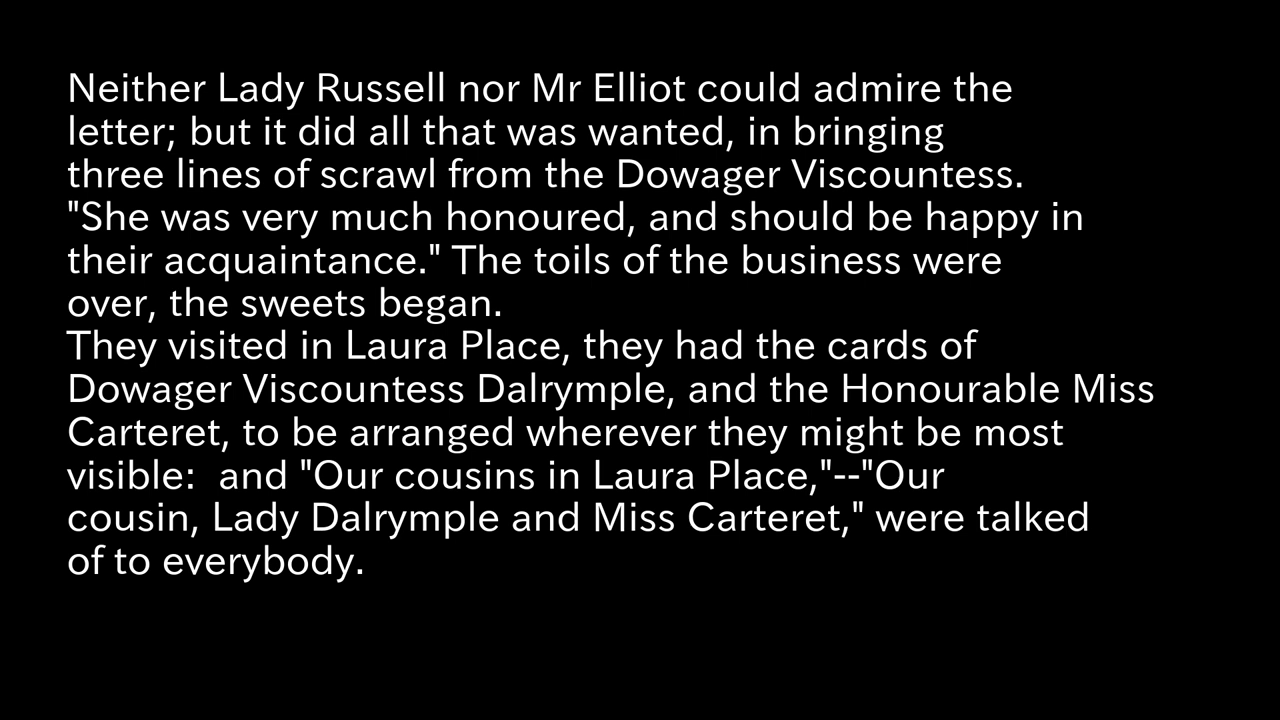 Neither Lady Russell nor Mr Elliot could admire the
letter; but it did all that was wanted, in bringing
three lines of scrawl from the Dowager Viscountess.
"She was very much honoured, and should be happy in
their acquaintance." The toils of the business were
over, the sweets began.
They visited in Laura Place, they had the cards of
Dowager Viscountess Dalrymple, and the Honourable Miss
Carteret, to be arranged wherever they might be most
visible:  and "Our cousins in Laura Place,"--"Our
cousin, Lady Dalrymple and Miss Carteret," were talked
of to everybody.